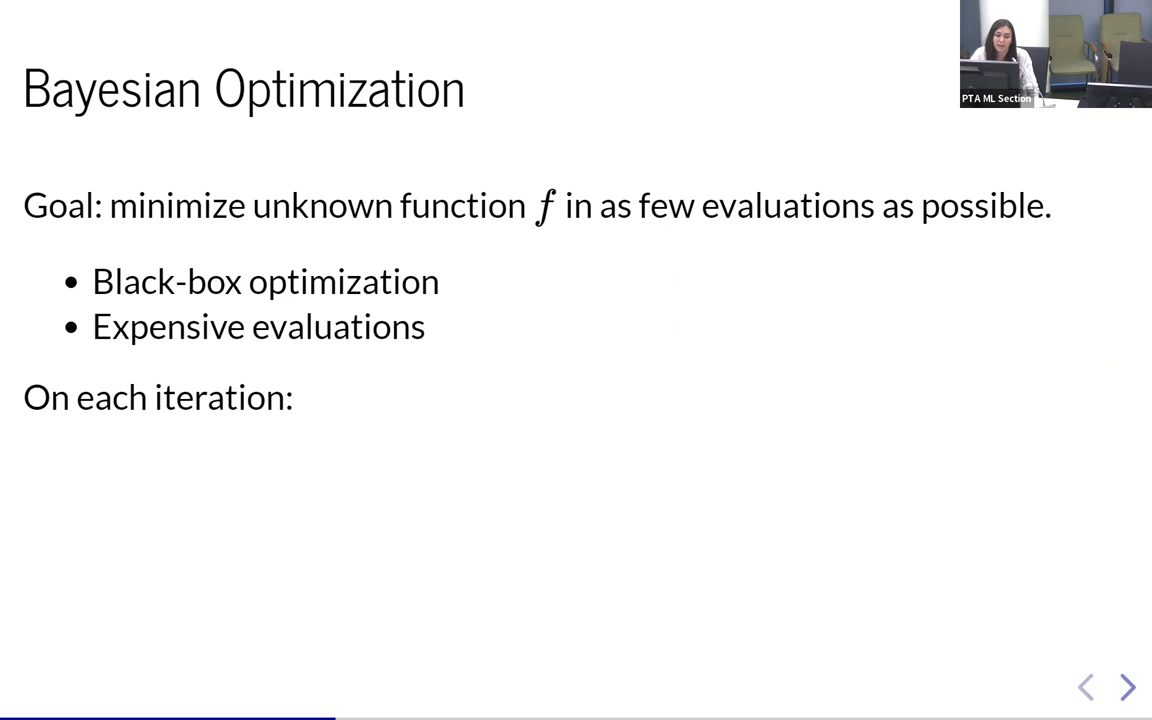 Bayesian Optimization
PTA ML Section
Goal: minimize unknown function f in as few evaluations as possible.
• Black-box optimization
• Expensive evaluations
On each iteration: